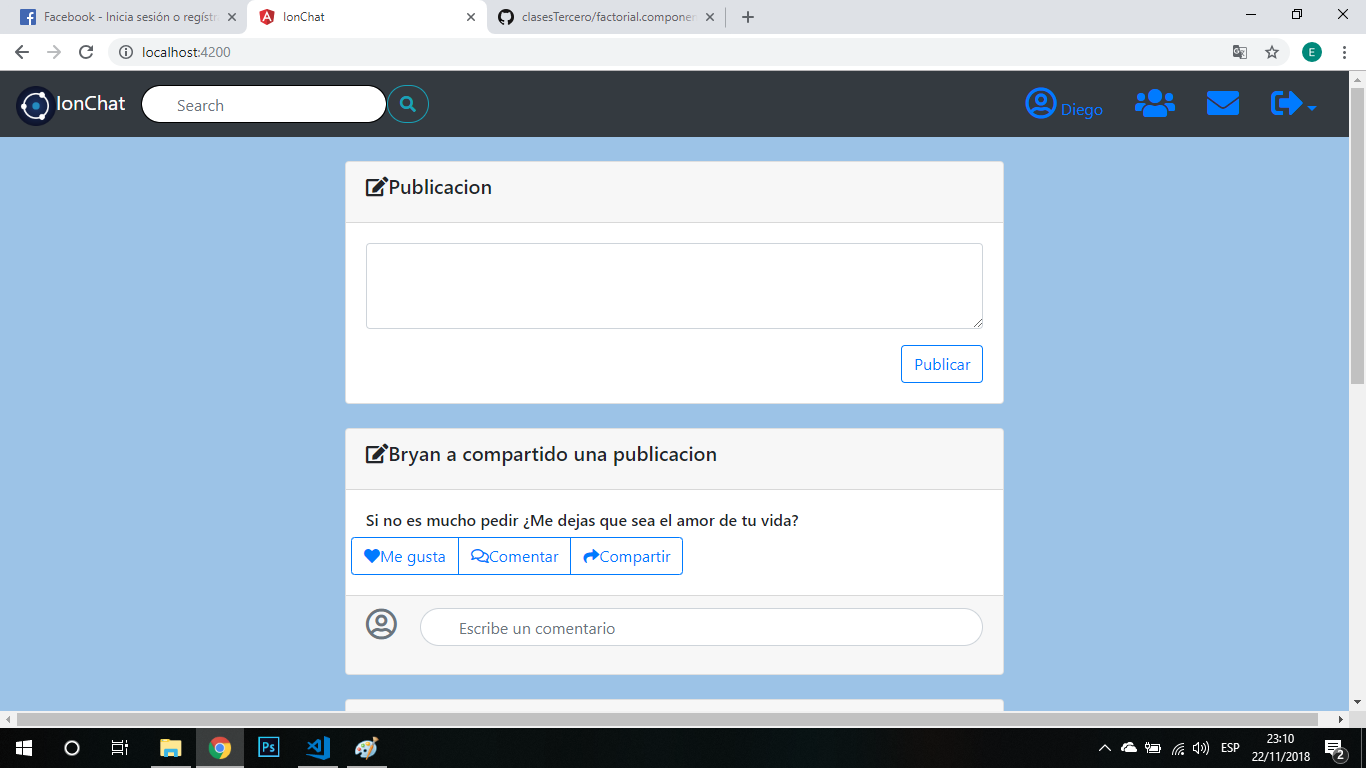 Facebook - Inicia sesión o regístr
IonChat
clasesTercero/factorial.componen
localhost:4200
E
IonChat
Search
Diego
Publicacion
Publicar
Bryan a compartido una publicacion
Si no es mucho pedir ¿Me dejas que sea el amor de tu vida?
Me gusta
Comentar
Compartir
Escribe un comentario
Ps
ESP
23:10
22/11/2018
2